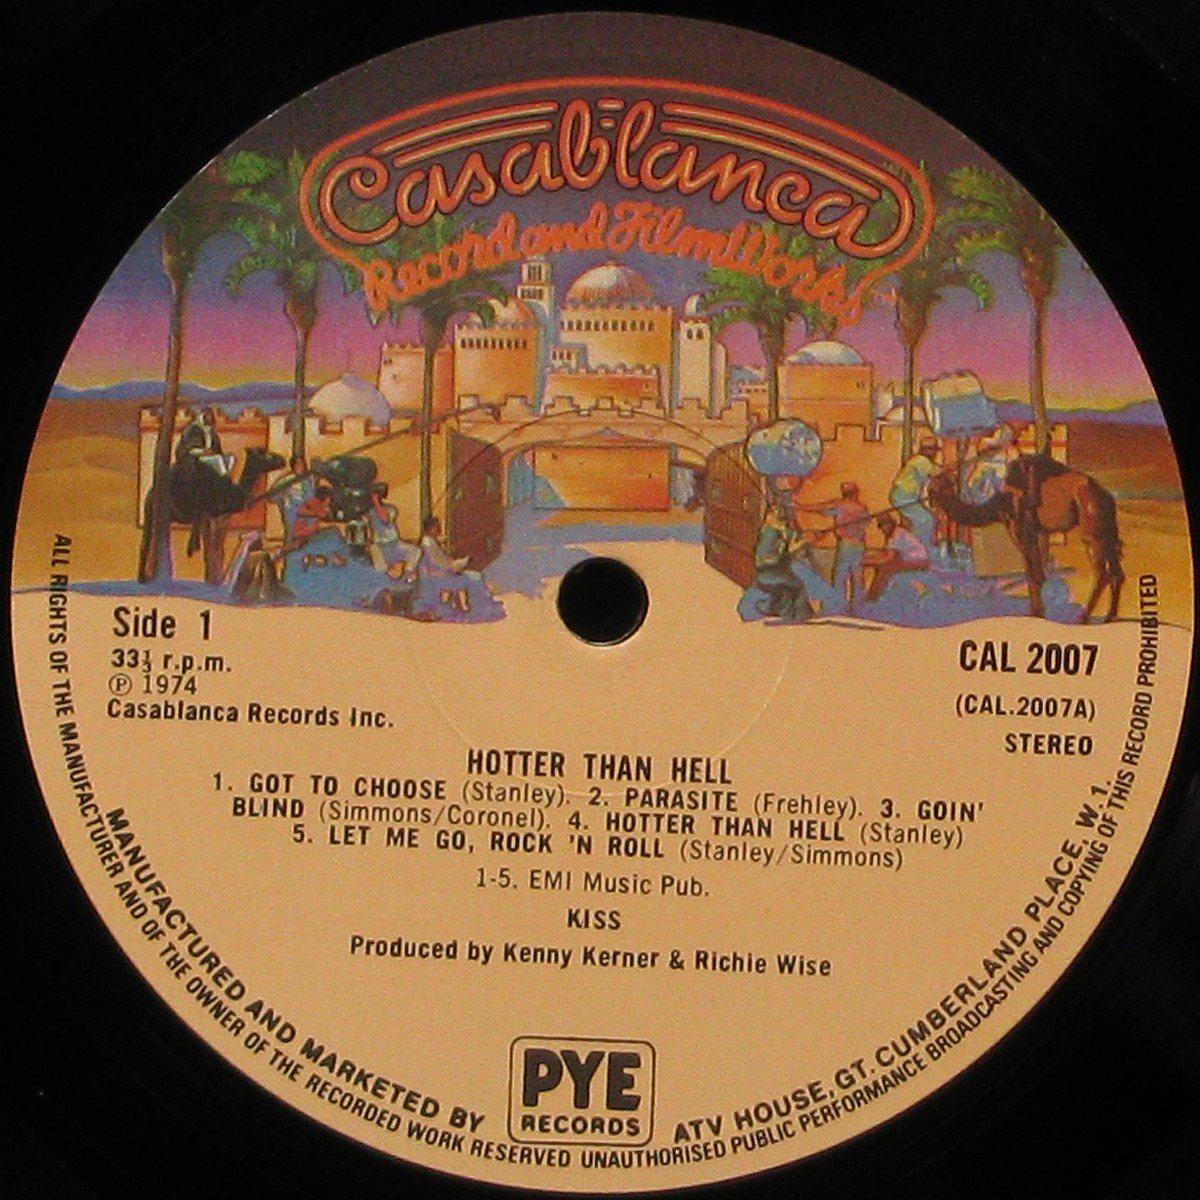 Casablanca
Record and FilmWorks
Side 1
33⅓ r.p.m.
Ⓟ 1974
Casablanca Records Inc.
CAL 2007
(CAL.2007A)
STEREO
HOTTER THAN HELL
1. GOT TO CHOOSE (Stanley). 2. PARASITE (Frehley). 3. GOIN'
BLIND (Simmons/Coronel). 4. HOTTER THAN HELL (Stanley)
5. LET ME GO, ROCK 'N ROLL (Stanley/Simmons)
1-5. EMI Music Pub.
KISS
Produced by Kenny Kerner & Richie Wise
PYE
RECORDS
MANUFACTURED AND MARKETED BY
ATV HOUSE, GT. CUMBERLAND PLACE, W.1.
ALL RIGHTS OF THE MANUFACTURER AND OF THE OWNER OF THE RECORDED WORK RESERVED UNAUTHORISED PUBLIC PERFORMANCE BROADCASTING AND COPYING OF THIS RECORD PROHIBITED